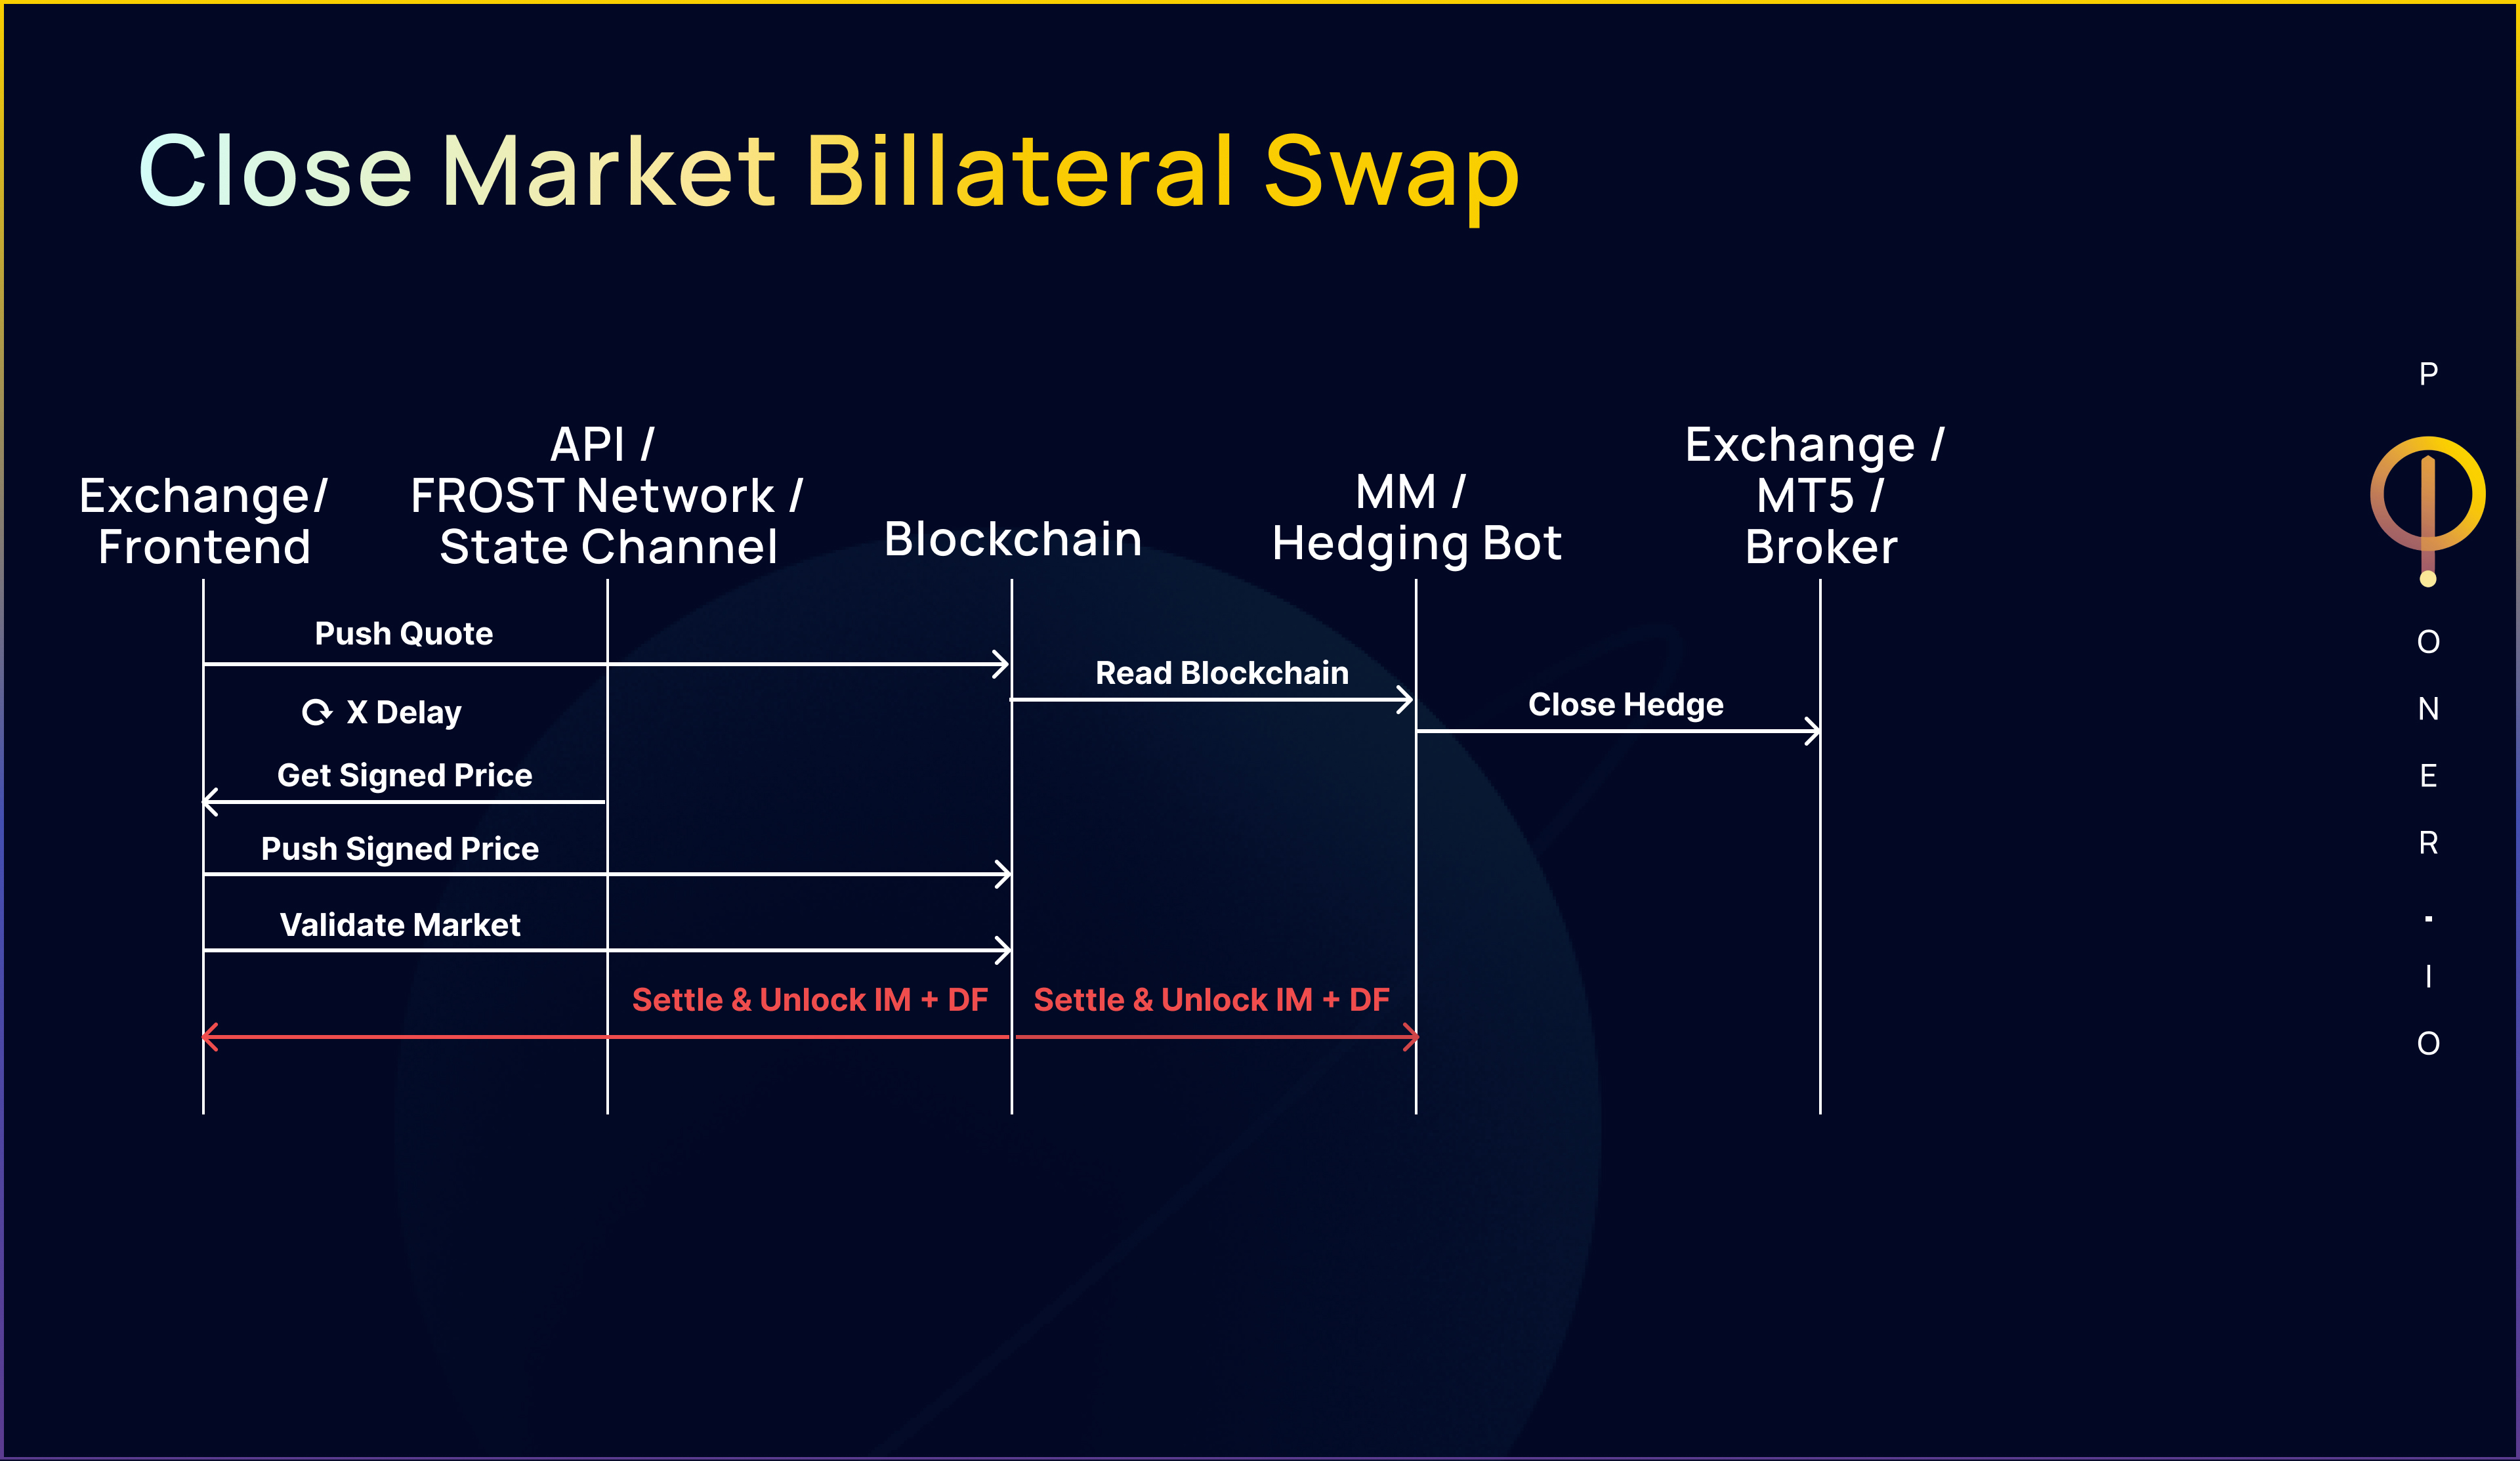 Close Market Billateral Swap
Exchange/
Frontend
API /
FROST Network /
State Channel
Blockchain
MM /
Hedging Bot
Exchange /
MT5 /
Broker
Push Quote
Read Blockchain
Close Hedge
X Delay
Get Signed Price
Push Signed Price
Validate Market
Settle & Unlock IM + DF
Settle & Unlock IM + DF
P
O
N
E
R
.
I
O